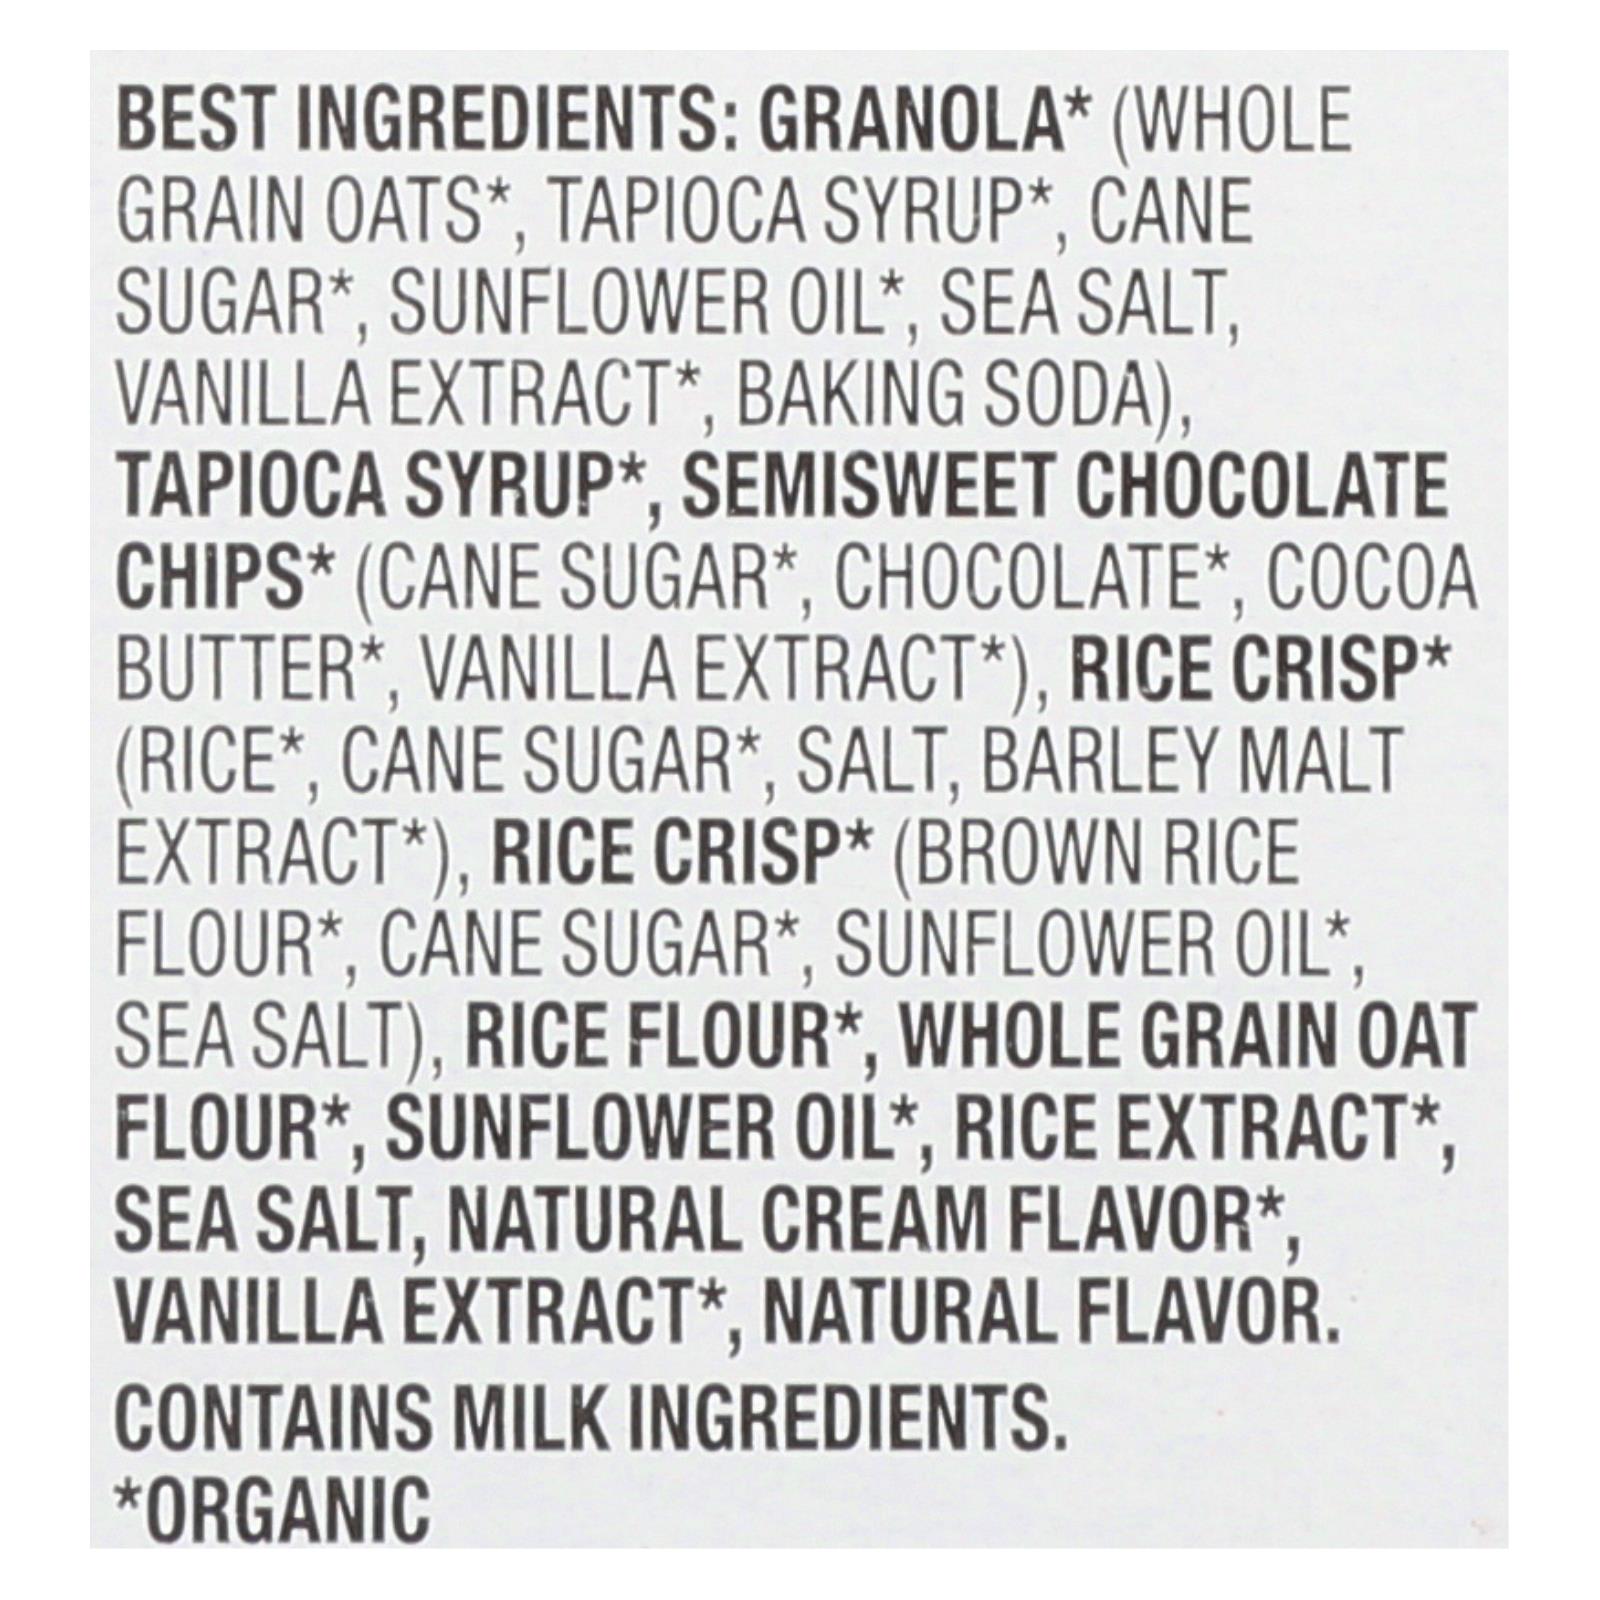 BEST INGREDIENTS: GRANOLA* (WHOLE
GRAIN OATS*, TAPIOCA SYRUP*, CANE
SUGAR*, SUNFLOWER OIL*, SEA SALT,
VANILLA EXTRACT*, BAKING SODA),
TAPIOCA SYRUP*, SEMISWEET CHOCOLATE
CHIPS* (CANE SUGAR*, CHOCOLATE*, COCOA
BUTTER*, VANILLA EXTRACT*), RICE CRISP*
(RICE*, CANE SUGAR*, SALT, BARLEY MALT
EXTRACT*), RICE CRISP* (BROWN RICE
FLOUR*, CANE SUGAR*, SUNFLOWER OIL*,
SEA SALT), RICE FLOUR*, WHOLE GRAIN OAT
FLOUR*, SUNFLOWER OIL*, RICE EXTRACT*,
SEA SALT, NATURAL CREAM FLAVOR*,
VANILLA EXTRACT*, NATURAL FLAVOR.
CONTAINS MILK INGREDIENTS.
*ORGANIC